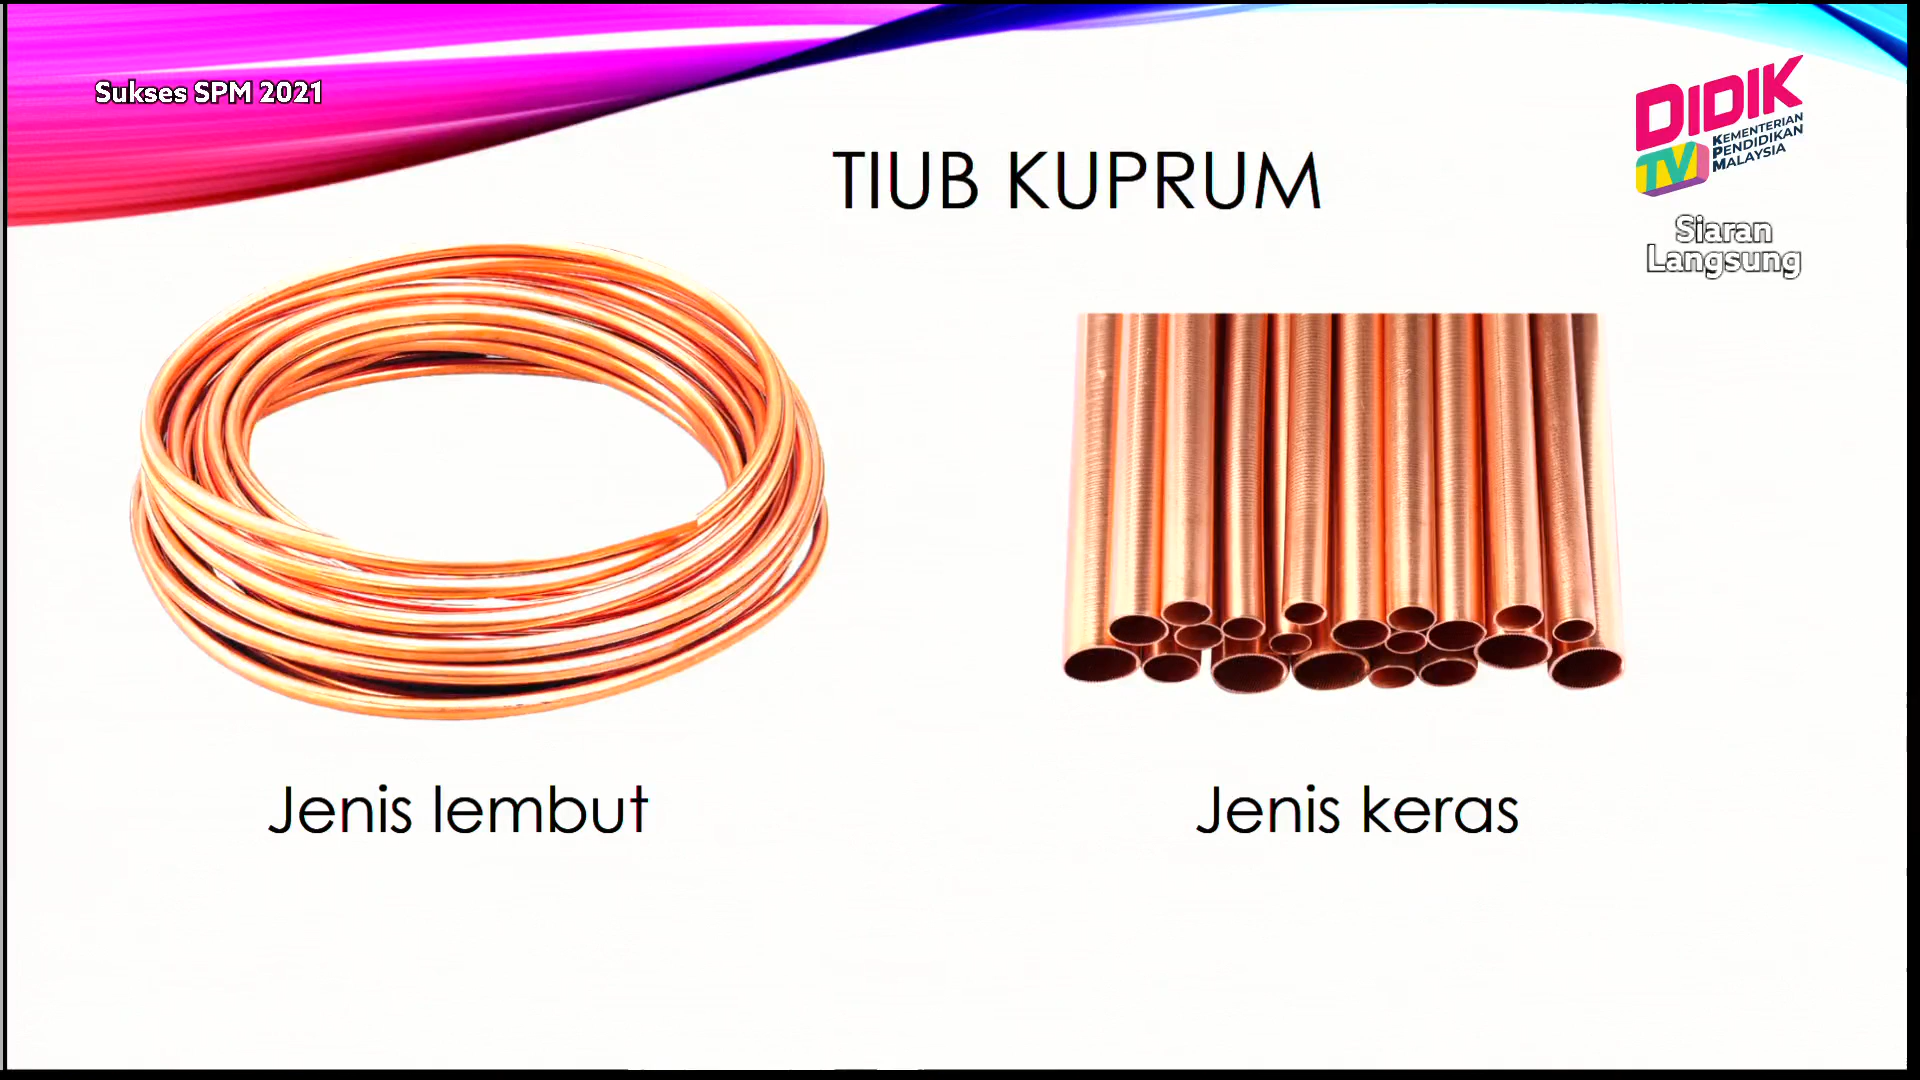 Sukses SPM 2021
DIDIK
TV
KEMENTERIAN
PENDIDIKAN
MALAYSIA
Siaran
Langsung
TIUB KUPRUM
Jenis lembut
Jenis keras